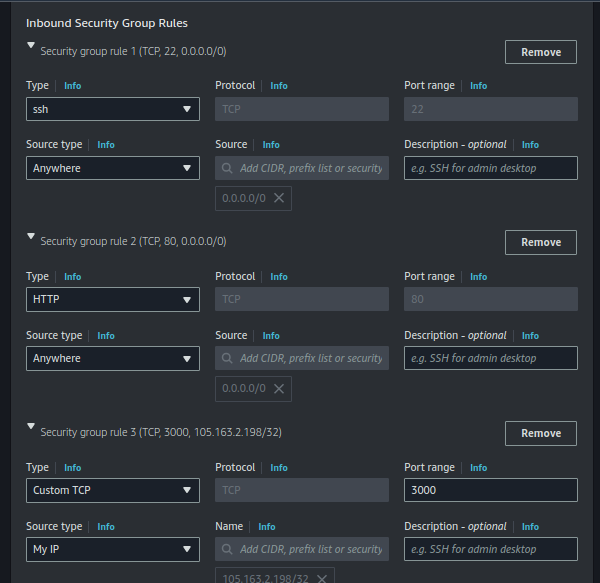 Inbound Security Group Rules
Security group rule 1 (TCP, 22, 0.0.0.0/0)
Remove
Type Info Protocol Info Port range Info
ssh TCP 22
Source type Info Source Info Description - optional Info
Anywhere Add CIDR, prefix list or security e.g. SSH for admin desktop
0.0.0.0/0
Security group rule 2 (TCP, 80, 0.0.0.0/0)
Remove
Type Info Protocol Info Port range Info
HTTP TCP 80
Source type Info Source Info Description - optional Info
Anywhere Add CIDR, prefix list or security e.g. SSH for admin desktop
0.0.0.0/0
Security group rule 3 (TCP, 3000, 105.163.2.198/32)
Remove
Type Info Protocol Info Port range Info
Custom TCP TCP 3000
Source type Info Name Info Description - optional Info
My IP Add CIDR, prefix list or security e.g. SSH for admin desktop
105.163.2.198/32